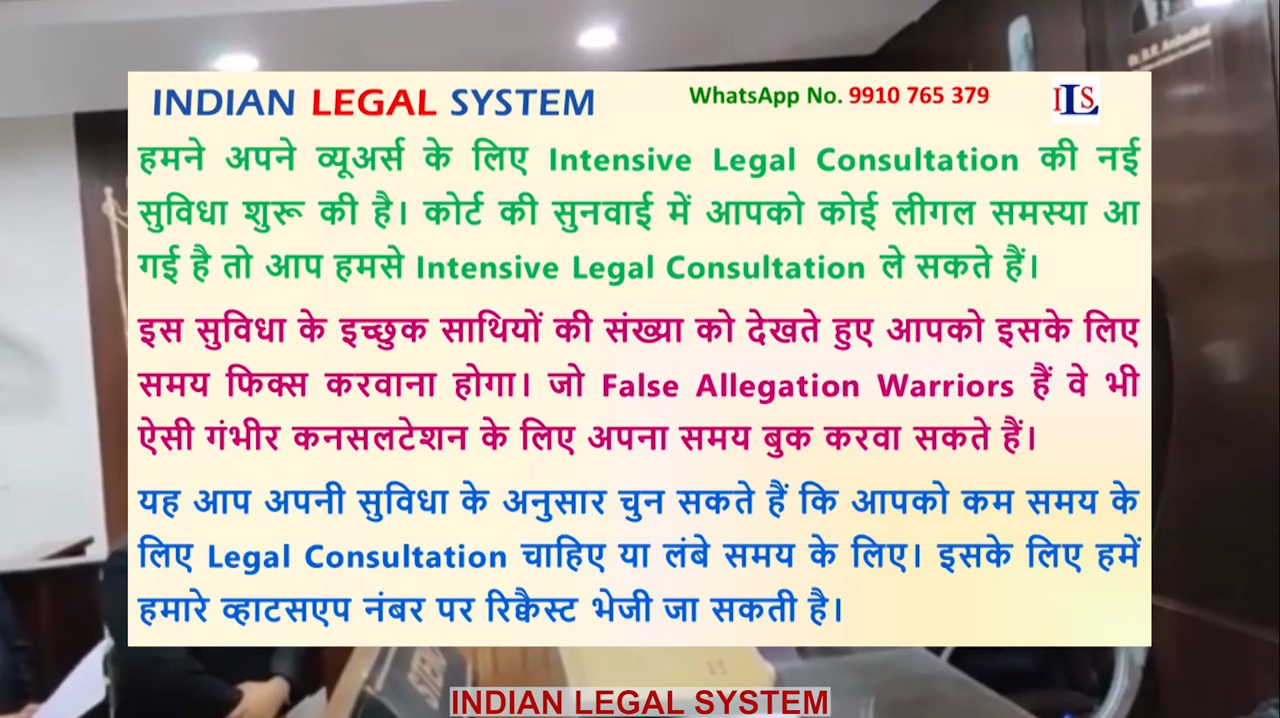 Dr. B.R. Ambedkar
INDIAN LEGAL SYSTEM
WhatsApp No. 9910 765 379
ILS
हमने अपने व्यूअर्स के लिए Intensive Legal Consultation की नई
सुविधा शुरू की है। कोर्ट की सुनवाई में आपको कोई लीगल समस्या आ
गई है तो आप हमसे Intensive Legal Consultation ले सकते हैं।
इस सुविधा के इच्छुक साथियों की संख्या को देखते हुए आपको इसके लिए
समय फिक्स करवाना होगा। जो False Allegation Warriors हैं वे भी
ऐसी गंभीर कनसलटेशन के लिए अपना समय बुक करवा सकते हैं।
यह आप अपनी सुविधा के अनुसार चुन सकते हैं कि आपको कम समय के
लिए Legal Consultation चाहिए या लंबे समय के लिए। इसके लिए हमें
हमारे व्हाटसएप नंबर पर रिक्वैस्ट भेजी जा सकती है।
INDIAN LEGAL SYSTEM